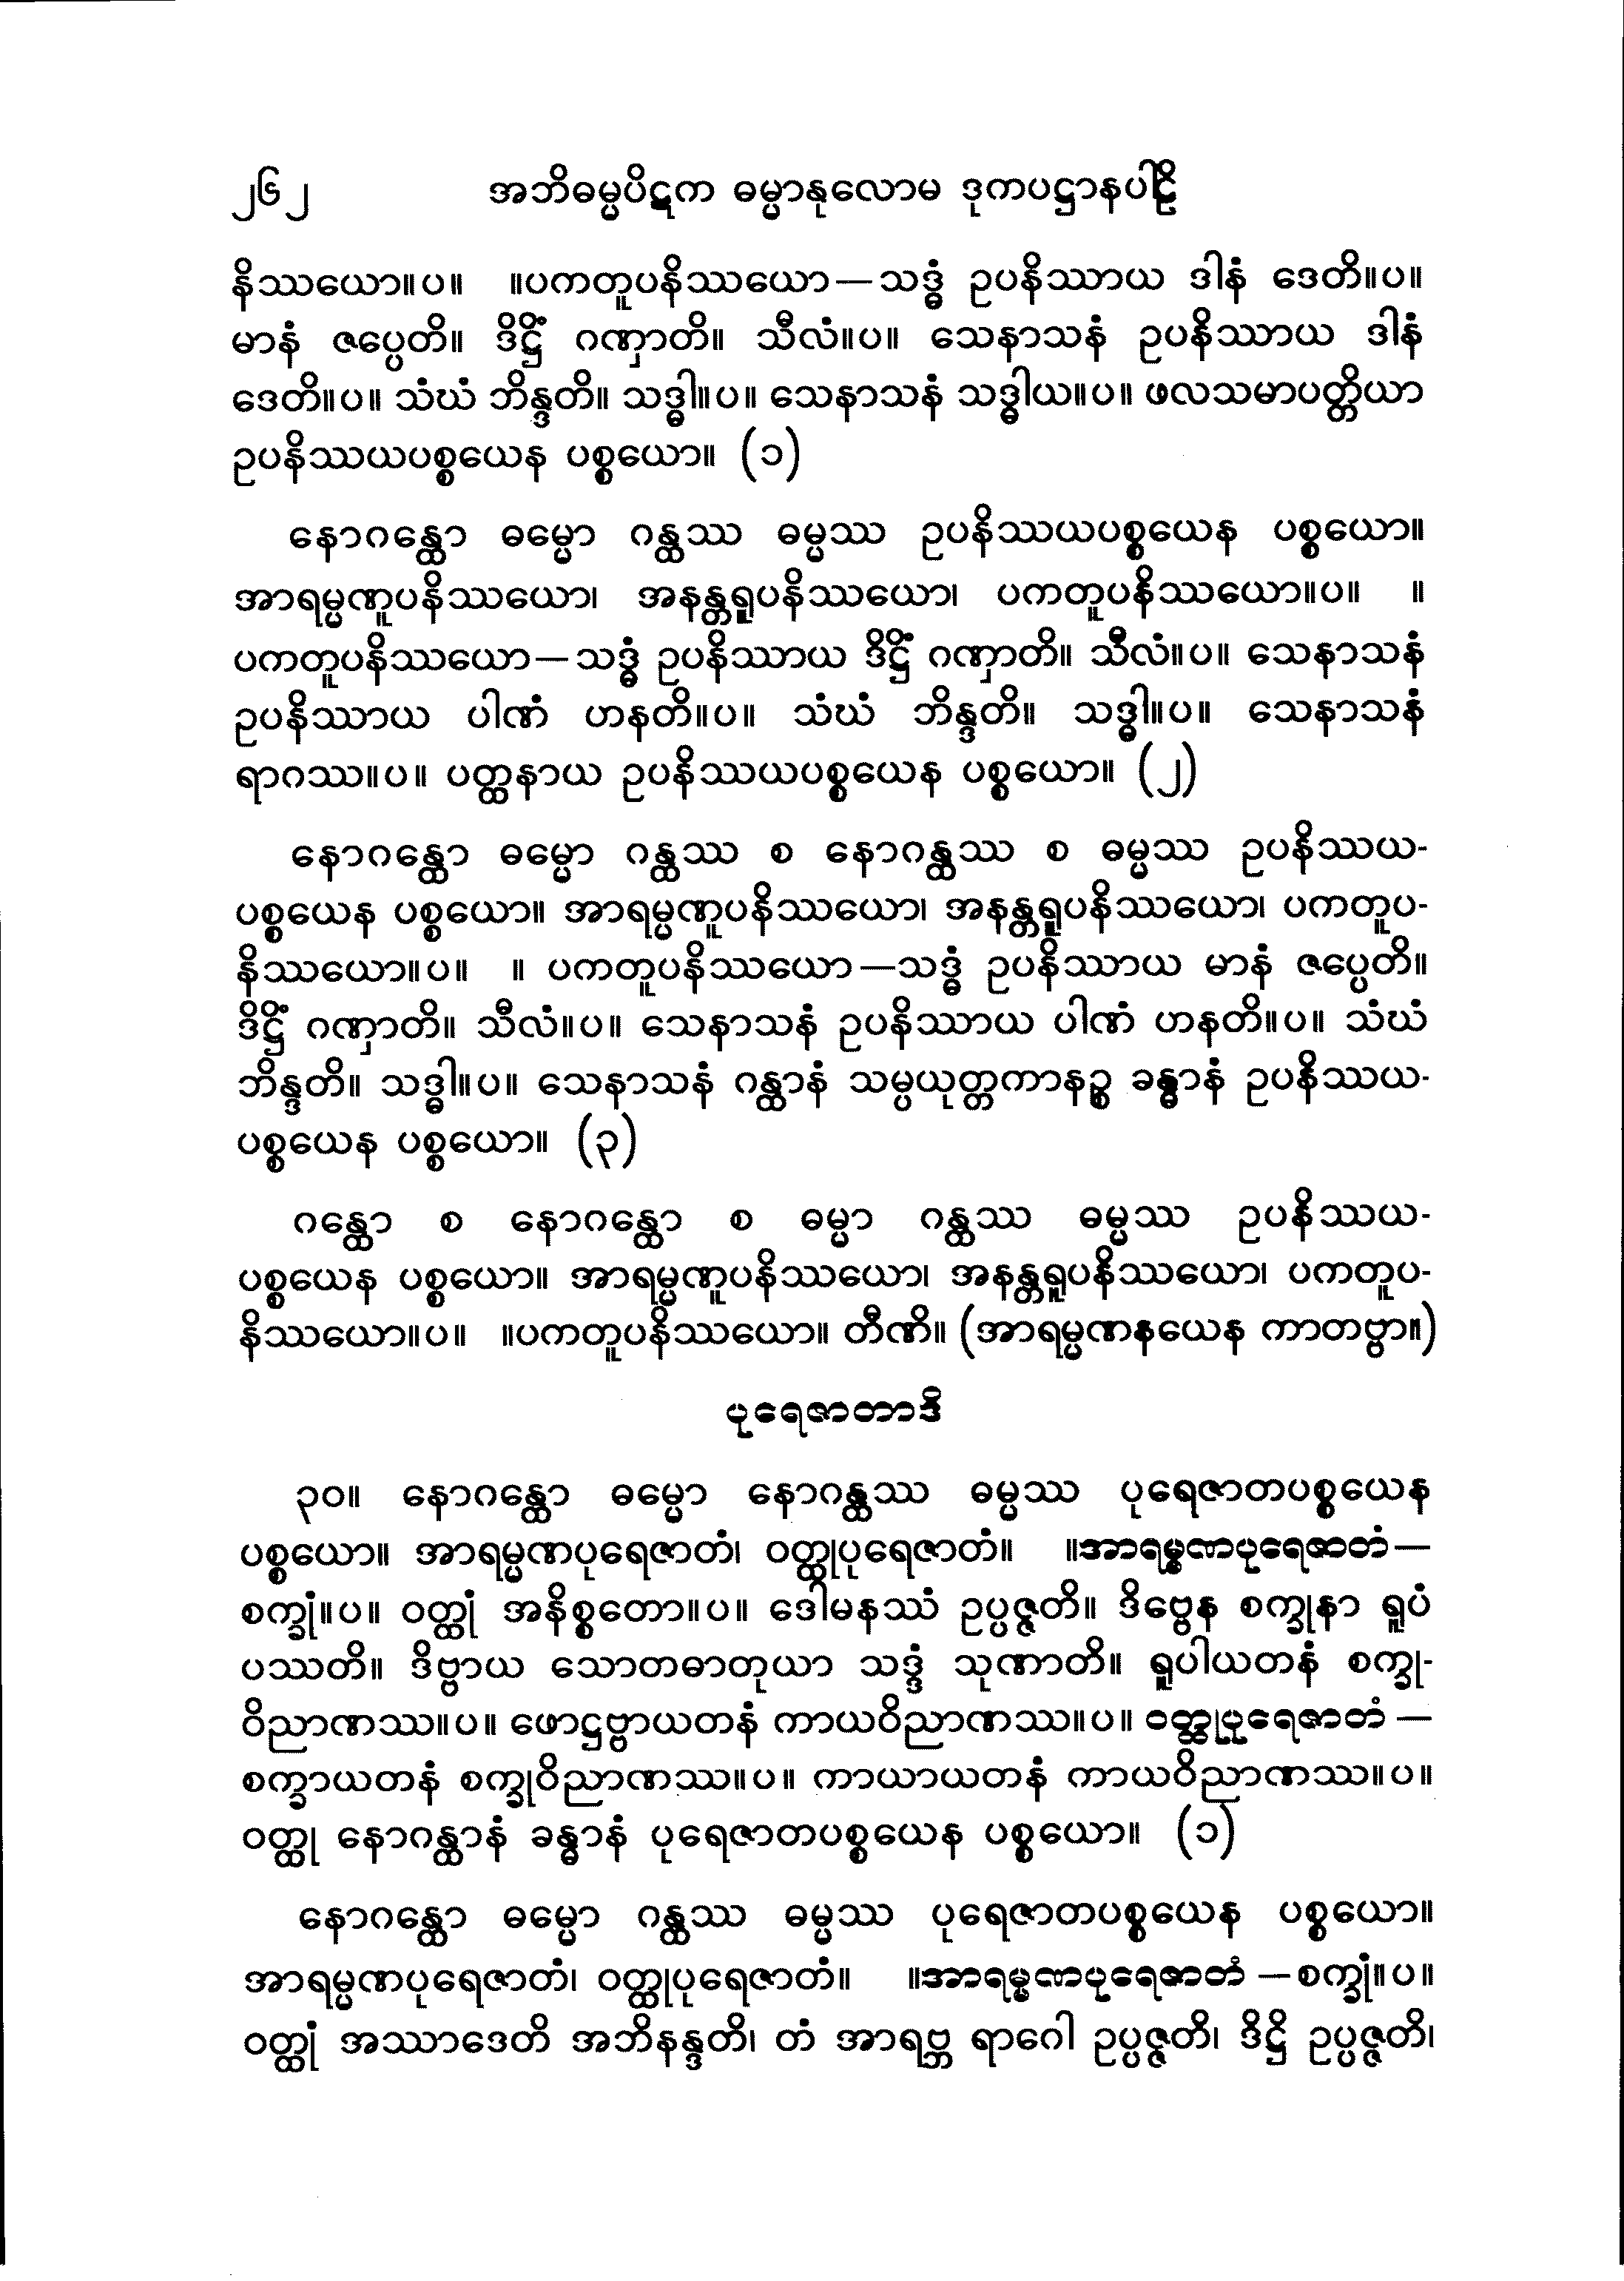 ၂၆၂ အဘိဓမ္မပိဋက ဓမ္မာနုလောမ ဒုကပဋ္ဌာနပါဠိ
နိဿယော။ပ။ ။ပကတူပနိဿယော—သဒ္ဓံ ဥပနိဿာယ ဒါနံ ဒေတိ။ပ။
မာနံ ဇပ္ပေတိ။ ဒိဋ္ဌိံ ဂဏှာတိ။ သီလံ။ပ။ သေနာသနံ ဥပနိဿာယ ဒါနံ
ဒေတိ။ပ။ သံဃံ ဘိန္ဒတိ။ သဒ္ဓါ။ပ။ သေနာသနံ သဒ္ဓါယ။ပ။ ဖလသမာပတ္တိယာ
ဥပနိဿယပစ္စယေန ပစ္စယော။ (၁)
နောဂန္ထော ဓမ္မော ဂန္ထဿ ဓမ္မဿ ဥပနိဿယပစ္စယေန ပစ္စယော။
အာရမ္မဏူပနိဿယော၊ အနန္တရူပနိဿယော၊ ပကတူပနိဿယော။ပ။ ။
ပကတူပနိဿယော—သဒ္ဓံ ဥပနိဿာယ ဒိဋ္ဌိံ ဂဏှာတိ။ သီလံ။ပ။ သေနာသနံ
ဥပနိဿာယ ပါဏံ ဟနတိ။ပ။ သံဃံ ဘိန္ဒတိ။ သဒ္ဓါ။ပ။ သေနာသနံ
ရာဂဿ။ပ။ ပတ္ထနာယ ဥပနိဿယပစ္စယေန ပစ္စယော။ (၂)
နောဂန္ထော ဓမ္မော ဂန္ထဿ စ နောဂန္ထဿ စ ဓမ္မဿ ဥပနိဿယ-
ပစ္စယေန ပစ္စယော။ အာရမ္မဏူပနိဿယော၊ အနန္တရူပနိဿယော၊ ပကတူပ-
နိဿယော။ပ။ ။ ပကတူပနိဿယော—သဒ္ဓံ ဥပနိဿာယ မာနံ ဇပ္ပေတိ။
ဒိဋ္ဌိံ ဂဏှာတိ။ သီလံ။ပ။ သေနာသနံ ဥပနိဿာယ ပါဏံ ဟနတိ။ပ။ သံဃံ
ဘိန္ဒတိ။ သဒ္ဓါ။ပ။ သေနာသနံ ဂန္ထာနံ သမ္ပယုတ္တကာနဉ္စ ခန္ဓာနံ ဥပနိဿယ-
ပစ္စယေန ပစ္စယော။ (၃)
ဂန္ထော စ နောဂန္ထော စ ဓမ္မာ ဂန္ထဿ ဓမ္မဿ ဥပနိဿယ-
ပစ္စယေန ပစ္စယော။ အာရမ္မဏူပနိဿယော၊ အနန္တရူပနိဿယော၊ ပကတူပ-
နိဿယော။ပ။ ။ပကတူပနိဿယော။ တီဏိ။ (အာရမ္မဏနယေန ကာတဗ္ဗာ။)
ပုရေဇာတာဒိ
၃၀။ နောဂန္ထော ဓမ္မော နောဂန္ထဿ ဓမ္မဿ ပုရေဇာတပစ္စယေန
ပစ္စယော။ အာရမ္မဏပုရေဇာတံ၊ ဝတ္ထုပုရေဇာတံ။ ။အာရမ္မဏပုရေဇာတံ—
စက္ခုံ။ပ။ ဝတ္ထုံ အနိစ္စတော။ပ။ ဒေါမနဿံ ဥပ္ပဇ္ဇတိ။ ဒိဗ္ဗေန စက္ခုနာ ရူပံ
ပဿတိ။ ဒိဗ္ဗာယ သောတဓာတုယာ သဒ္ဒံ သုဏာတိ။ ရူပါယတနံ စက္ခု-
ဝိညာဏဿ။ပ။ ဖောဋ္ဌဗ္ဗာယတနံ ကာယဝိညာဏဿ။ပ။ ဝတ္ထုပုရေဇာတံ —
စက္ခာယတနံ စက္ခုဝိညာဏဿ။ပ။ ကာယာယတနံ ကာယဝိညာဏဿ။ပ။
ဝတ္ထု နောဂန္ထာနံ ခန္ဓာနံ ပုရေဇာတပစ္စယေန ပစ္စယော။ (၁)
နောဂန္ထော ဓမ္မော ဂန္ထဿ ဓမ္မဿ ပုရေဇာတပစ္စယေန ပစ္စယော။
အာရမ္မဏပုရေဇာတံ၊ ဝတ္ထုပုရေဇာတံ။ ။အာရမ္မဏပုရေဇာတံ —စက္ခုံ။ပ။
ဝတ္ထုံ အဿာဒေတိ အဘိနန္ဒတိ၊ တံ အာရဗ္ဘ ရာဂေါ ဥပ္ပဇ္ဇတိ၊ ဒိဋ္ဌိ ဥပ္ပဇ္ဇတိ၊